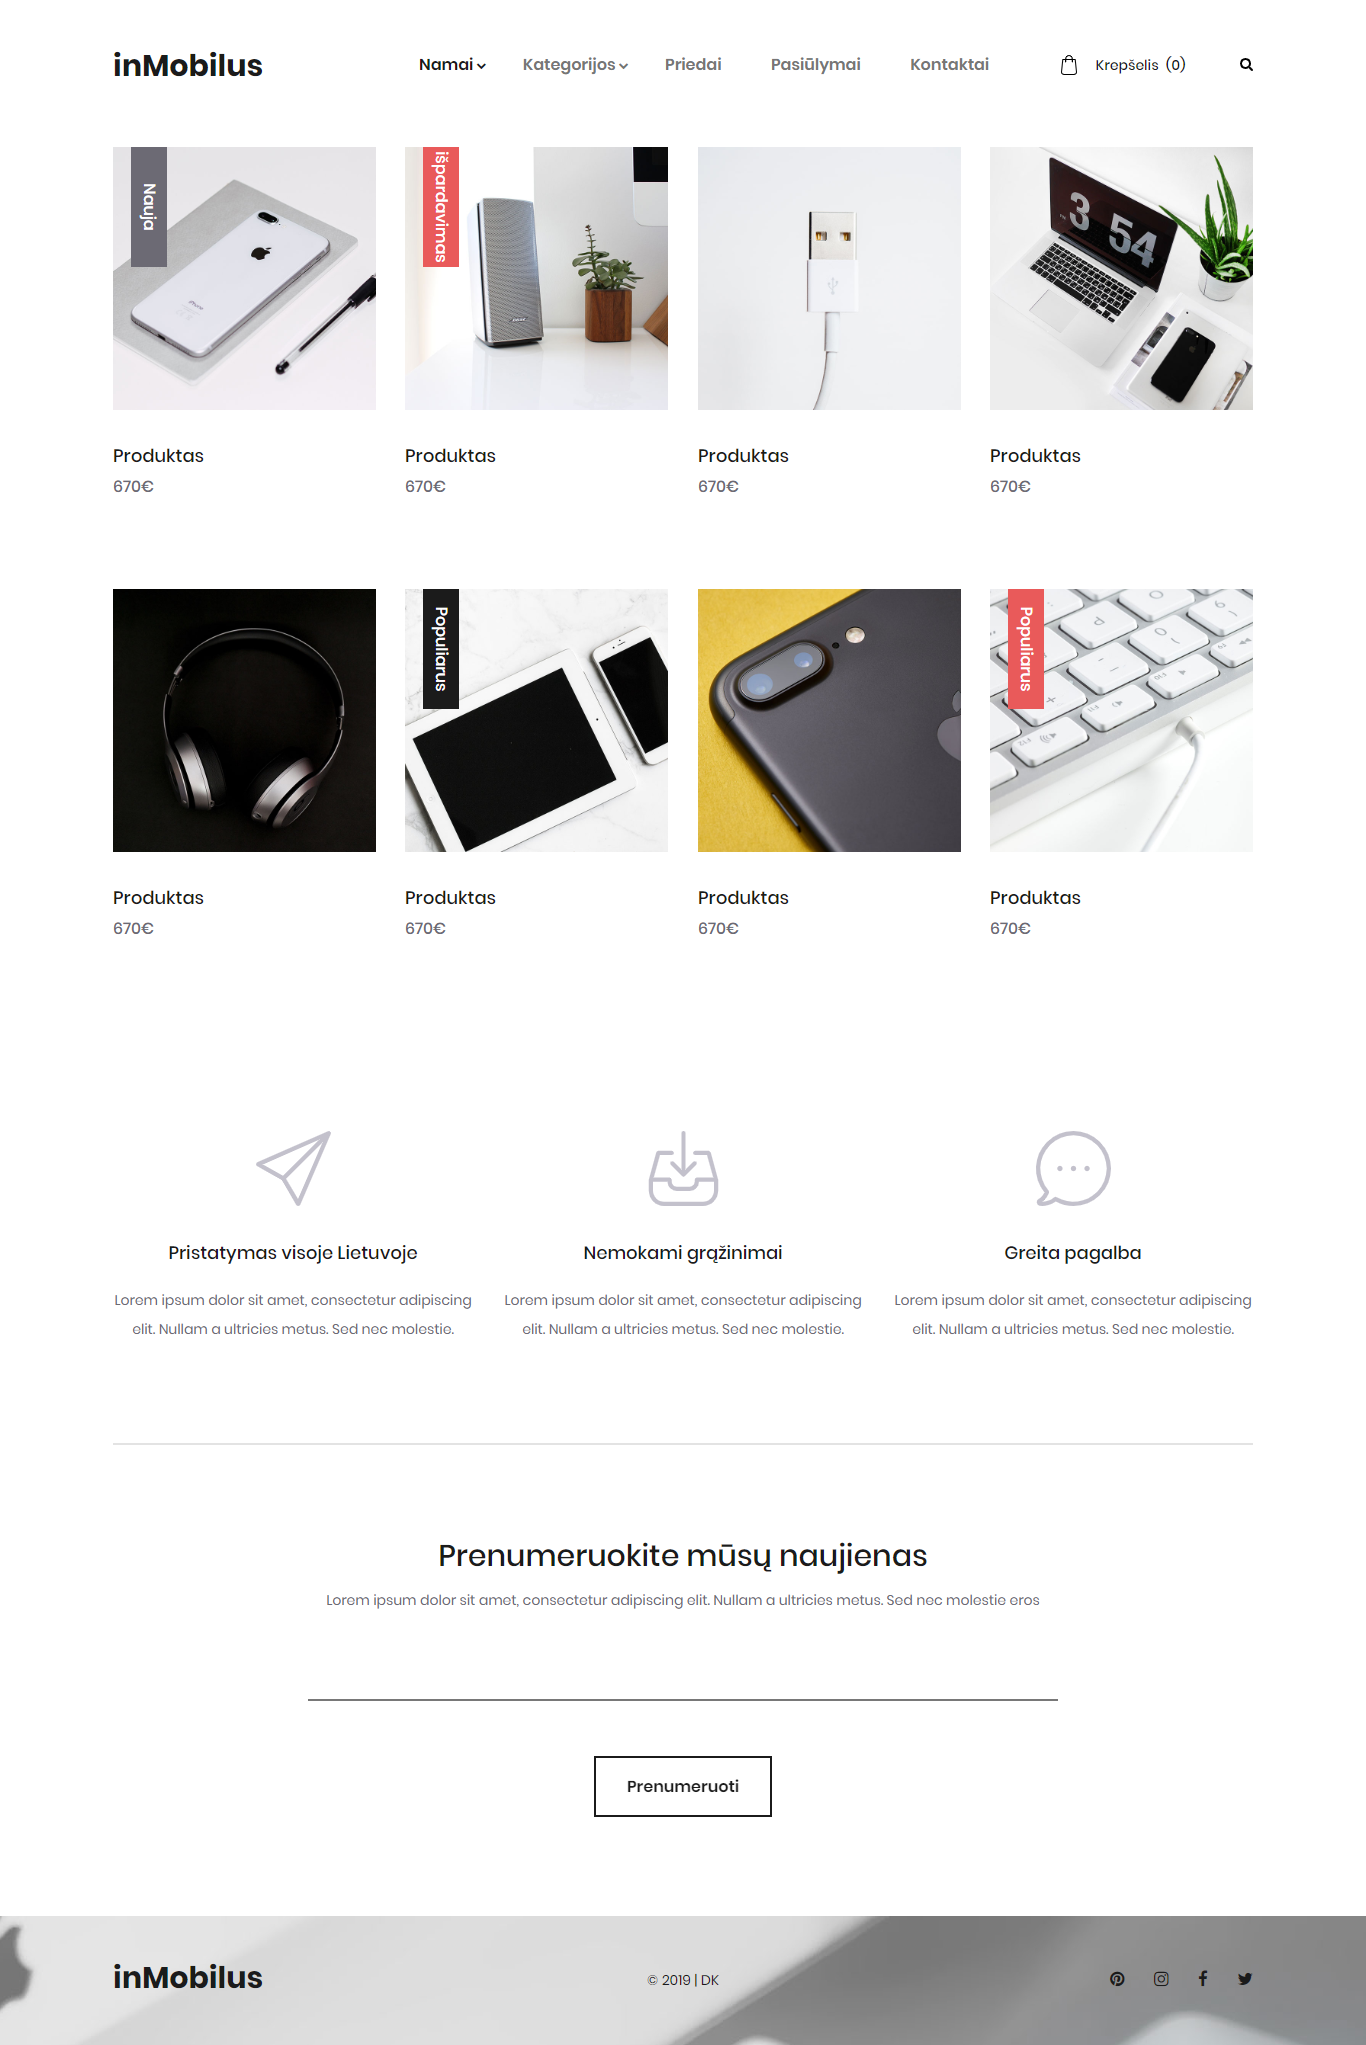 inMobilus
Namai
Kategorijos
Priedai
Pasiūlymai
Kontaktai
Krepšelis (0)
Nauja
išpardavimas
iPhone
3 54
Produktas
670€
Produktas
670€
Produktas
670€
Produktas
670€
Populiarus
Populiarus
Produktas
670€
Produktas
670€
Produktas
670€
Produktas
670€
Pristatymas visoje Lietuvoje
Lorem ipsum dolor sit amet, consectetur adipiscing
elit. Nullam a ultricies metus. Sed nec molestie.
Nemokami grąžinimai
Lorem ipsum dolor sit amet, consectetur adipiscing
elit. Nullam a ultricies metus. Sed nec molestie.
Greita pagalba
Lorem ipsum dolor sit amet, consectetur adipiscing
elit. Nullam a ultricies metus. Sed nec molestie.
Prenumeruokite mūsų naujienas
Lorem ipsum dolor sit amet, consectetur adipiscing elit. Nullam a ultricies metus. Sed nec molestie eros
Prenumeruoti
inMobilus
© 2019 | DK